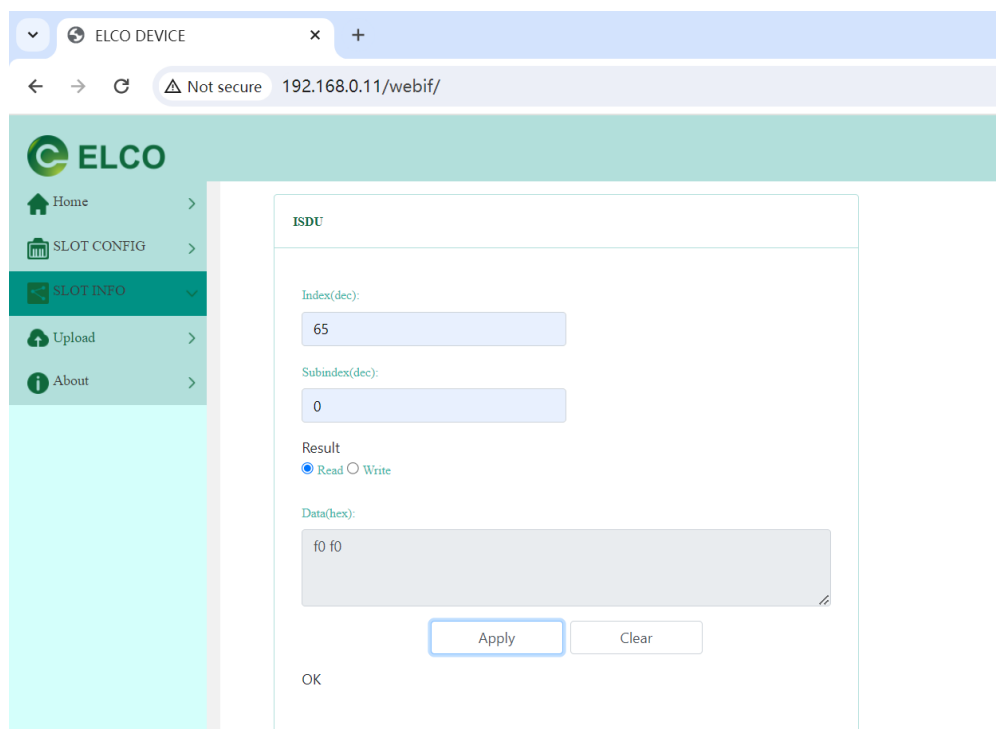 ELCO DEVICE
Not secure 192.168.0.11/webif/
ELCO
Home
SLOT CONFIG
SLOT INFO
Upload
About
ISDU
Index(dec):
65
Subindex(dec):
0
Result
Read Write
Data(hex):
f0 f0
Apply Clear
OK